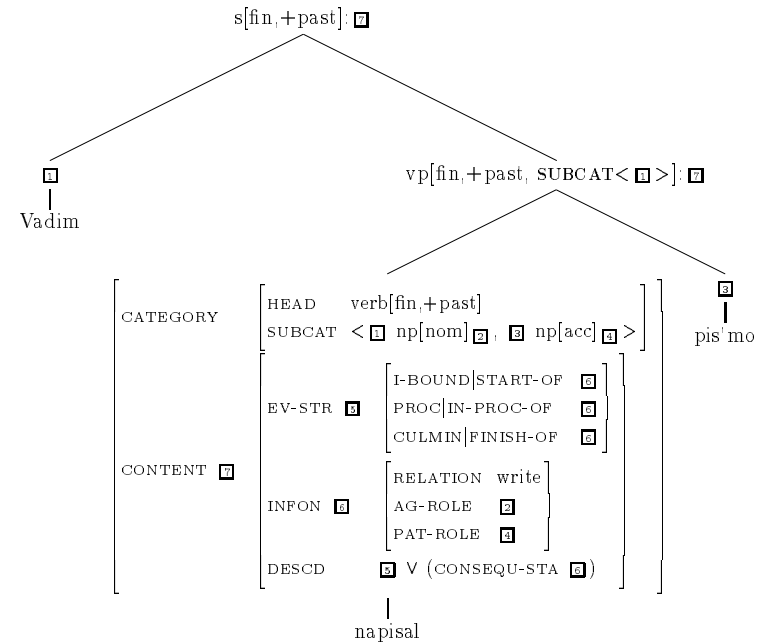 s[fin,+past]: 7
1
vp[fin,+past, SUBCAT< 1 >]: 7
Vadim
CATEGORY
HEAD verb[fin,+past]
SUBCAT < 1 np[nom] 2 , 3 np[acc] 4 >
3
pis'mo
CONTENT 7
EV-STR 5
I-BOUND|START-OF 6
PROC|IN-PROC-OF 6
CULMIN|FINISH-OF 6
INFON 6
RELATION write
AG-ROLE 2
PAT-ROLE 4
DESCD 5 ∨ (CONSEQU-STA 6)
napisal